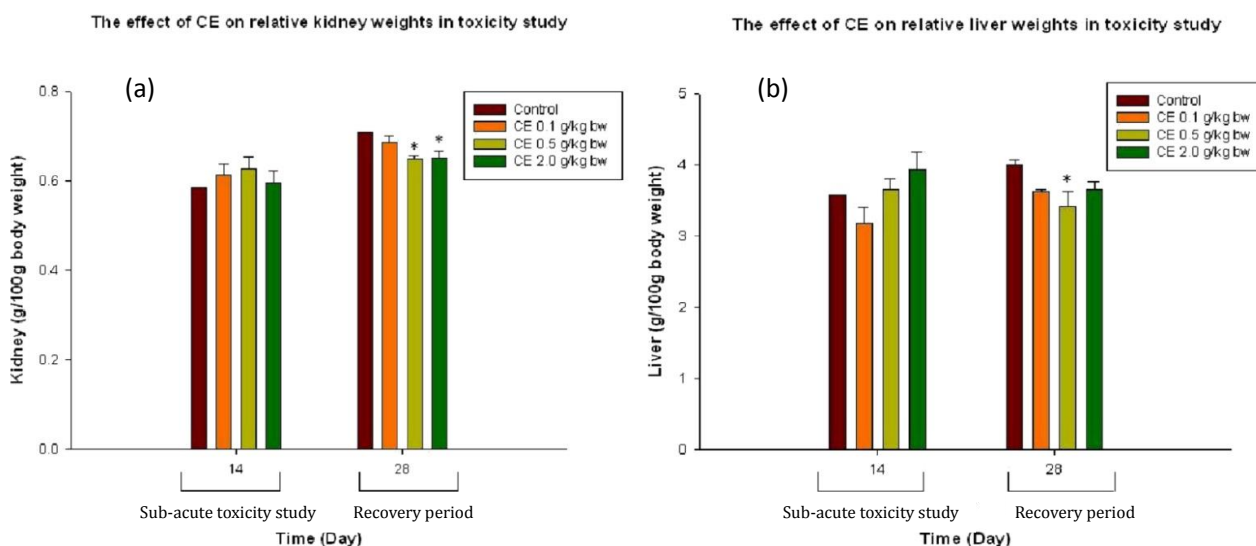 The effect of CE on relative kidney weights in toxicity study
(a)
Kidney (g/100g body weight)
0.8
0.6
0.4
0.2
0.0
Control
CE 0.1 g/kg bw
CE 0.5 g/kg bw
CE 2.0 g/kg bw
*
*
14
28
Sub-acute toxicity study
Recovery period
Time (Day)
The effect of CE on relative liver weights in toxicity study
(b)
Liver (g/100g body weight)
5
4
3
2
1
0
Control
CE 0.1 g/kg bw
CE 0.5 g/kg bw
CE 2.0 g/kg bw
*
14
28
Sub-acute toxicity study
Recovery period
Time (Day)